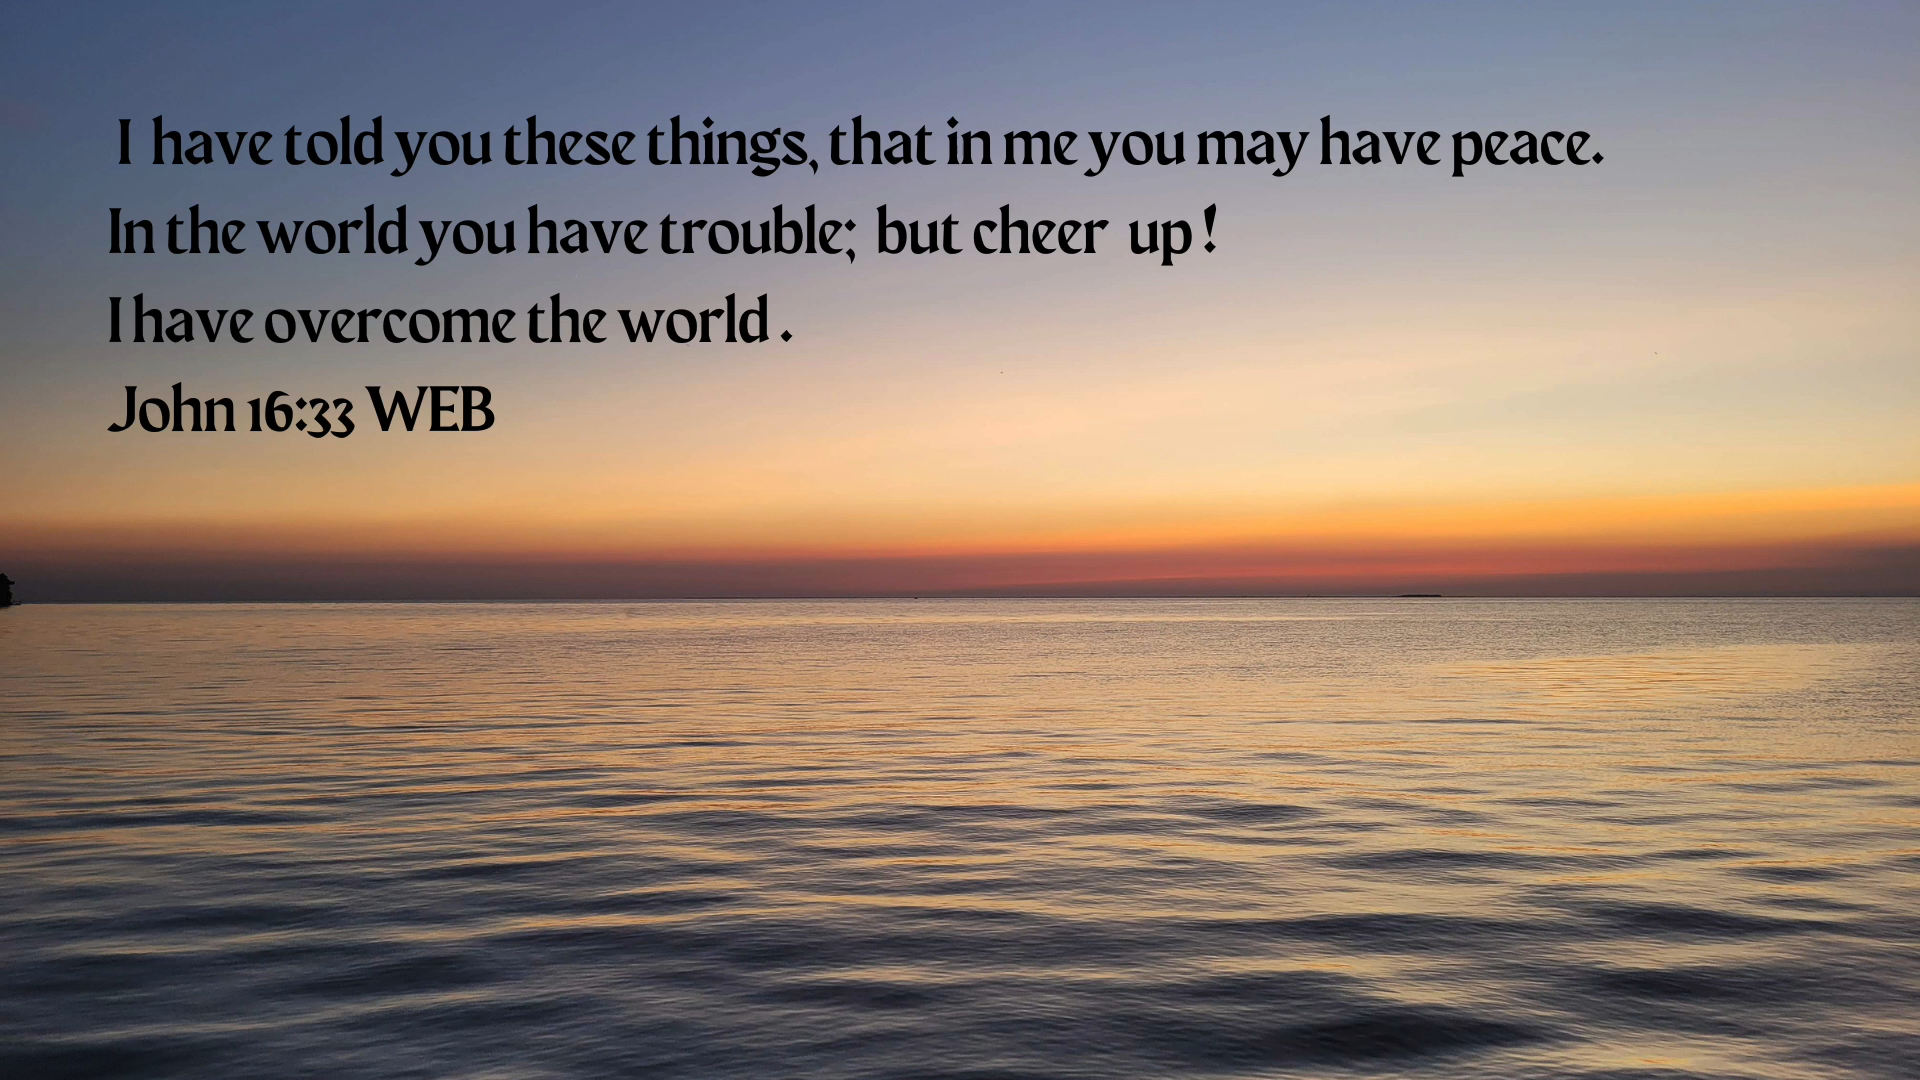 I have told you these things, that in me you may have peace.
In the world you have trouble; but cheer up!
I have overcome the world.
John 16:33 WEB